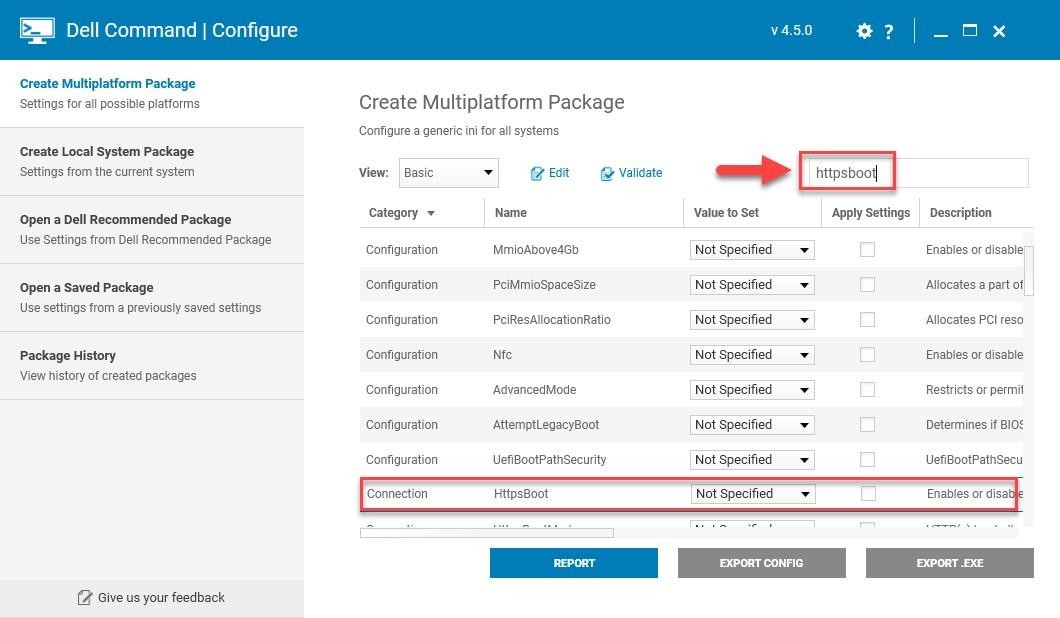 Dell Command | Configure
v 4.5.0
?
Create Multiplatform Package
Settings for all possible platforms
Create Local System Package
Settings from the current system
Open a Dell Recommended Package
Use Settings from Dell Recommended Package
Open a Saved Package
Use settings from a previously saved settings
Package History
View history of created packages
Give us your feedback
Create Multiplatform Package
Configure a generic ini for all systems
View: Basic Edit Validate httpsboot
Category Name Value to Set Apply Settings Description
Configuration MmioAbove4Gb Not Specified Enables or disable
Configuration PciMmioSpaceSize Not Specified Allocates a part of
Configuration PciResAllocationRatio Not Specified Allocates PCI reso
Configuration Nfc Not Specified Enables or disable
Configuration AdvancedMode Not Specified Restricts or permit
Configuration AttemptLegacyBoot Not Specified Determines if BIOS
Configuration UefiBootPathSecurity Not Specified UefiBootPathSecu
Connection HttpsBoot Not Specified Enables or disable
REPORT EXPORT CONFIG EXPORT .EXE